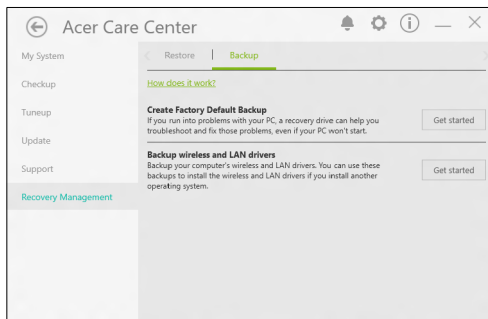 Acer Care Center
My System
Checkup
Tuneup
Update
Support
Recovery Management
Restore
Backup
How does it work?
Create Factory Default Backup
If you run into problems with your PC, a recovery drive can help you
troubleshoot and fix those problems, even if your PC won't start.
Get started
Backup wireless and LAN drivers
Backup your computer's wireless and LAN drivers. You can use these
backups to install the wireless and LAN drivers if you install another
operating system.
Get started